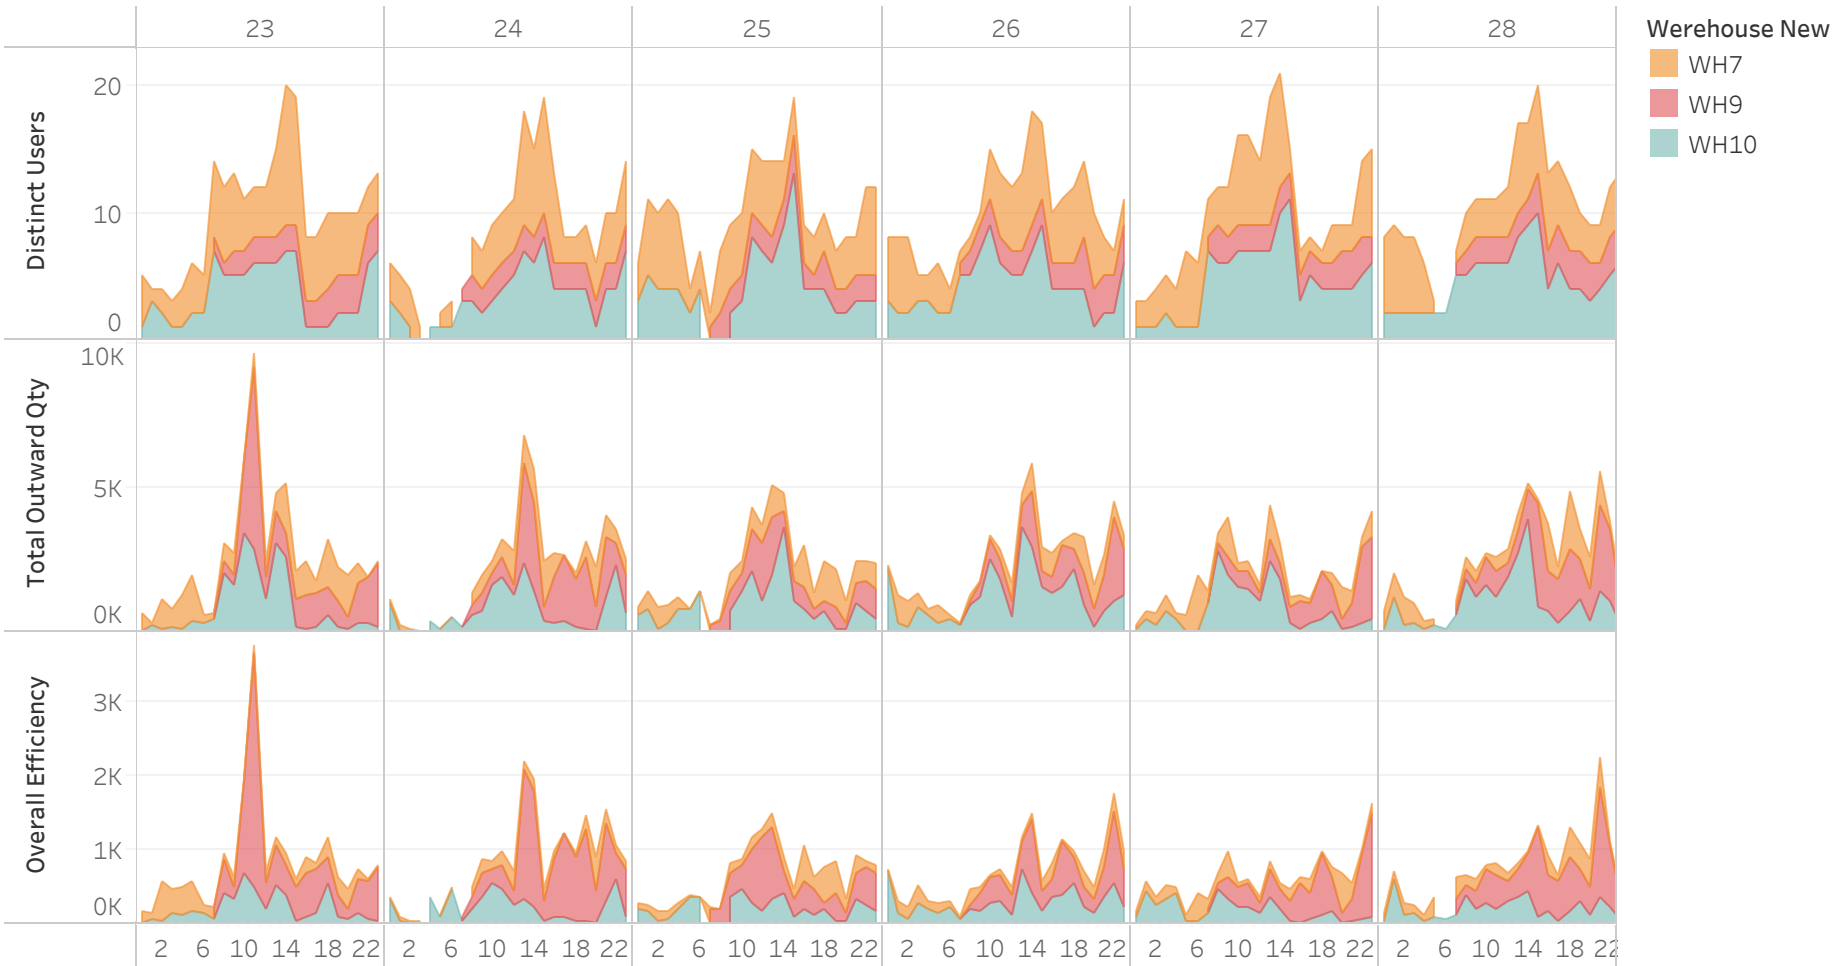 23 24 25 26 27 28
Werehouse New
WH7
WH9
WH10
Distinct Users
20
10
0
Total Outward Qty
10K
5K
0K
Overall Efficiency
3K
2K
1K
0K
2 6 10 14 18 22 2 6 10 14 18 22 2 6 10 14 18 22 2 6 10 14 18 22 2 6 10 14 18 22 2 6 10 14 18 22